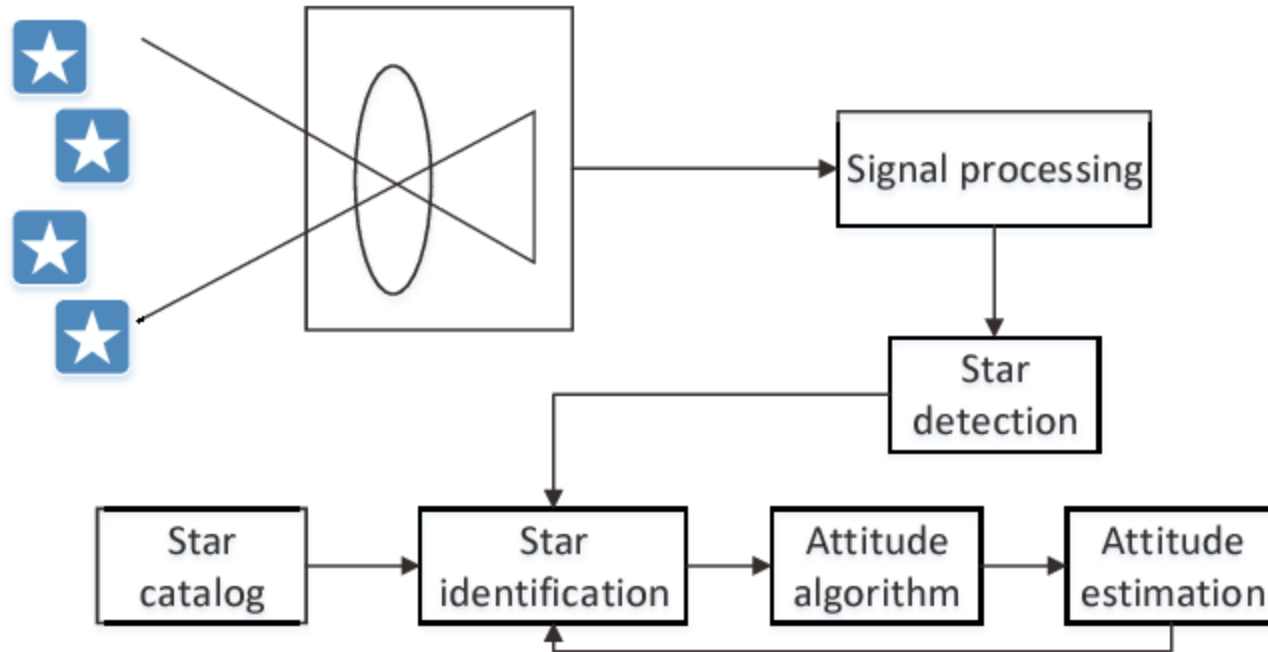 Signal processing
Star
detection
Star
catalog
Star
identification
Attitude
algorithm
Attitude
estimation